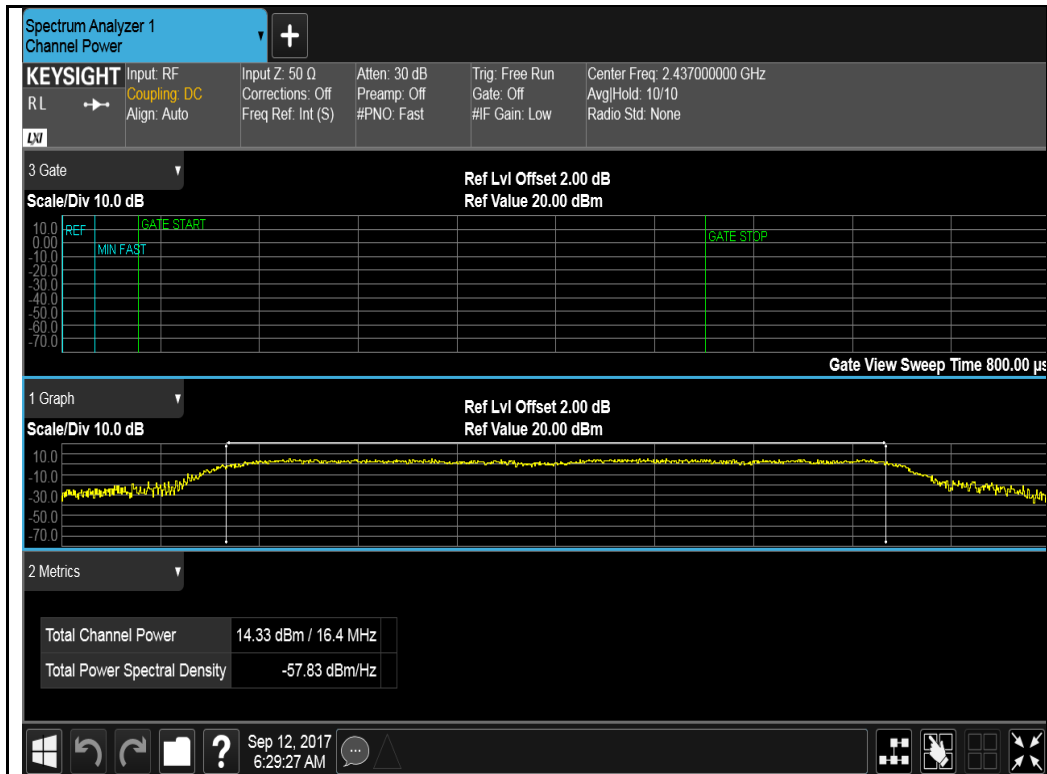 Spectrum Analyzer 1
Channel Power
KEYSIGHT
R L
LXI
Input: RF
Coupling: DC
Align: Auto
Input Z: 50 Ω
Corrections: Off
Freq Ref: Int (S)
Atten: 30 dB
Preamp: Off
#PNO: Fast
Trig: Free Run
Gate: Off
#IF Gain: Low
Center Freq: 2.437000000 GHz
Avg|Hold: 10/10
Radio Std: None
3 Gate
Scale/Div 10.0 dB
Ref Lvl Offset 2.00 dB
Ref Value 20.00 dBm
10.0
0.00
-10.0
-20.0
-30.0
-40.0
-50.0
-60.0
-70.0
REF
MIN FAST
GATE START
GATE STOP
Gate View Sweep Time 800.00 µs
1 Graph
Scale/Div 10.0 dB
Ref Lvl Offset 2.00 dB
Ref Value 20.00 dBm
10.0
-10.0
-30.0
-50.0
-70.0
2 Metrics
Total Channel Power 14.33 dBm / 16.4 MHz
Total Power Spectral Density -57.83 dBm/Hz
Sep 12, 2017
6:29:27 AM